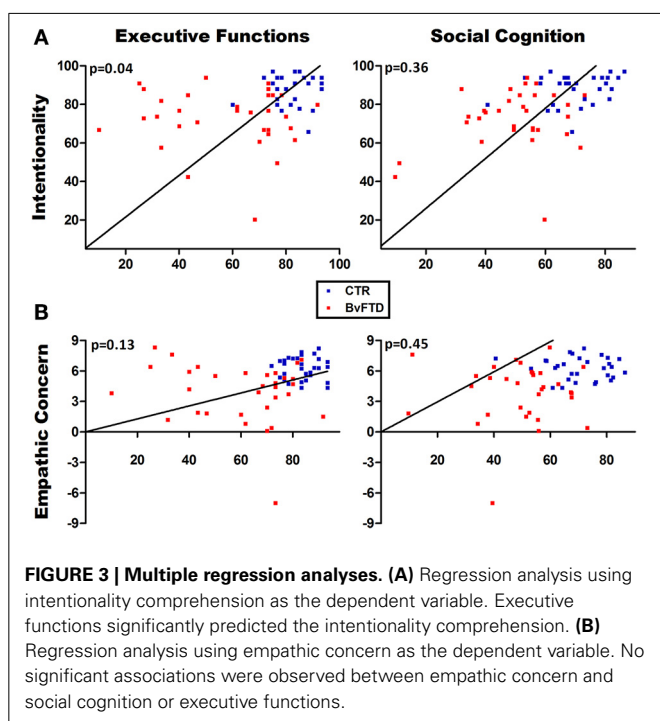 A
Executive Functions
Social Cognition
Intentionality
p=0.04
p=0.36
100
80
60
40
20
20 40 60 80 100
100
80
60
40
20
20 40 60 80
CTR
BvFTD
B
Empathic Concern
p=0.13
p=0.45
9
6
3
0
-3
-6
-9
20 40 60 80
9
6
3
0
-3
-6
-9
20 40 60 80
FIGURE 3 | Multiple regression analyses. (A) Regression analysis using
intentionality comprehension as the dependent variable. Executive
functions significantly predicted the intentionality comprehension. (B)
Regression analysis using empathic concern as the dependent variable. No
significant associations were observed between empathic concern and
social cognition or executive functions.